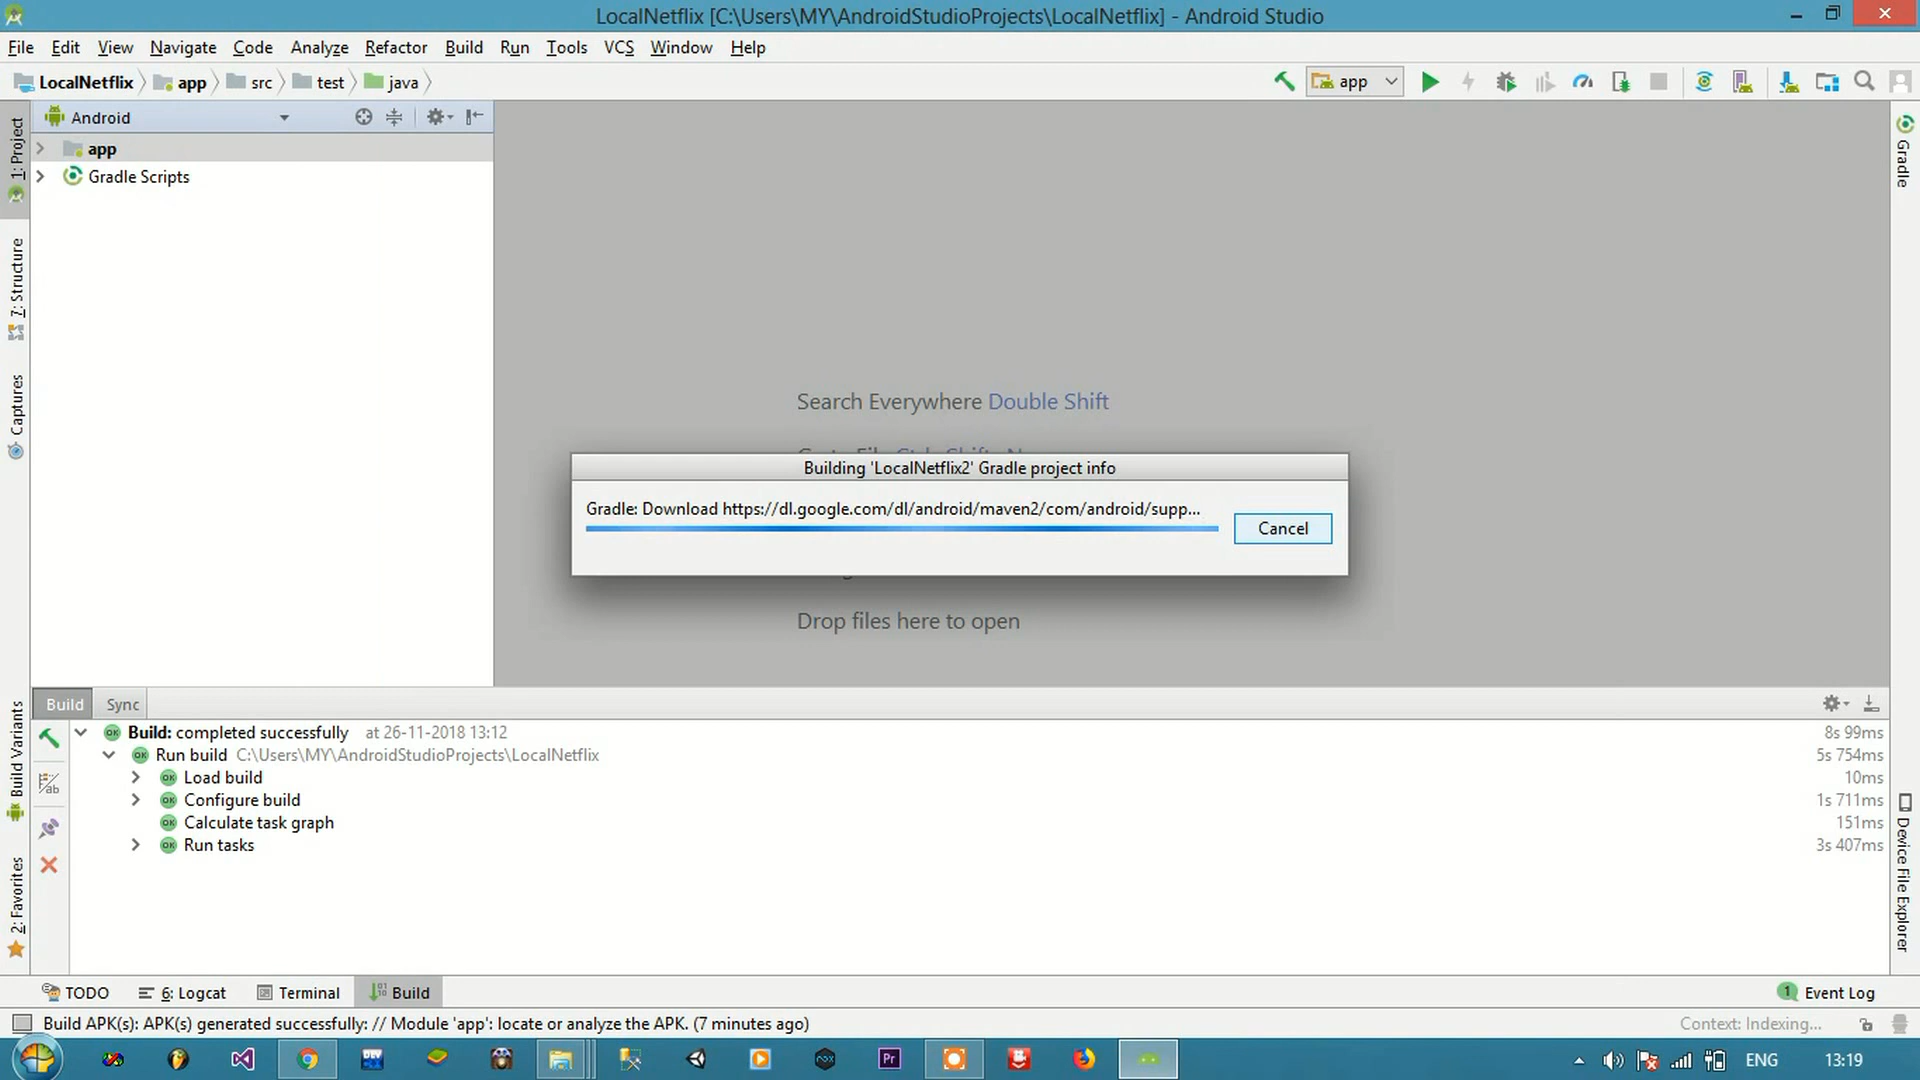 LocalNetflix [C:\Users\MY\AndroidStudioProjects\LocalNetflix] - Android Studio
File Edit View Navigate Code Analyze Refactor Build Run Tools VCS Window Help
LocalNetflix app src test java
app
Android
1: Project
7: Structure
Captures
Build Variants
2: Favorites
app
Gradle Scripts
Gradle
Device File Explorer
Search Everywhere Double Shift
Building 'LocalNetflix2' Gradle project info
Gradle: Download https://dl.google.com/dl/android/maven2/com/android/supp...
Cancel
Drop files here to open
Build Sync
Build: completed successfully at 26-11-2018 13:12 8s 99ms
Run build C:\Users\MY\AndroidStudioProjects\LocalNetflix 5s 754ms
Load build 10ms
Configure build 1s 711ms
Calculate task graph 151ms
Run tasks 3s 407ms
TODO 6: Logcat Terminal Build 1 Event Log
Build APK(s): APK(s) generated successfully: // Module 'app': locate or analyze the APK. (7 minutes ago) Context: Indexing...
DEV Pr ENG 13:19